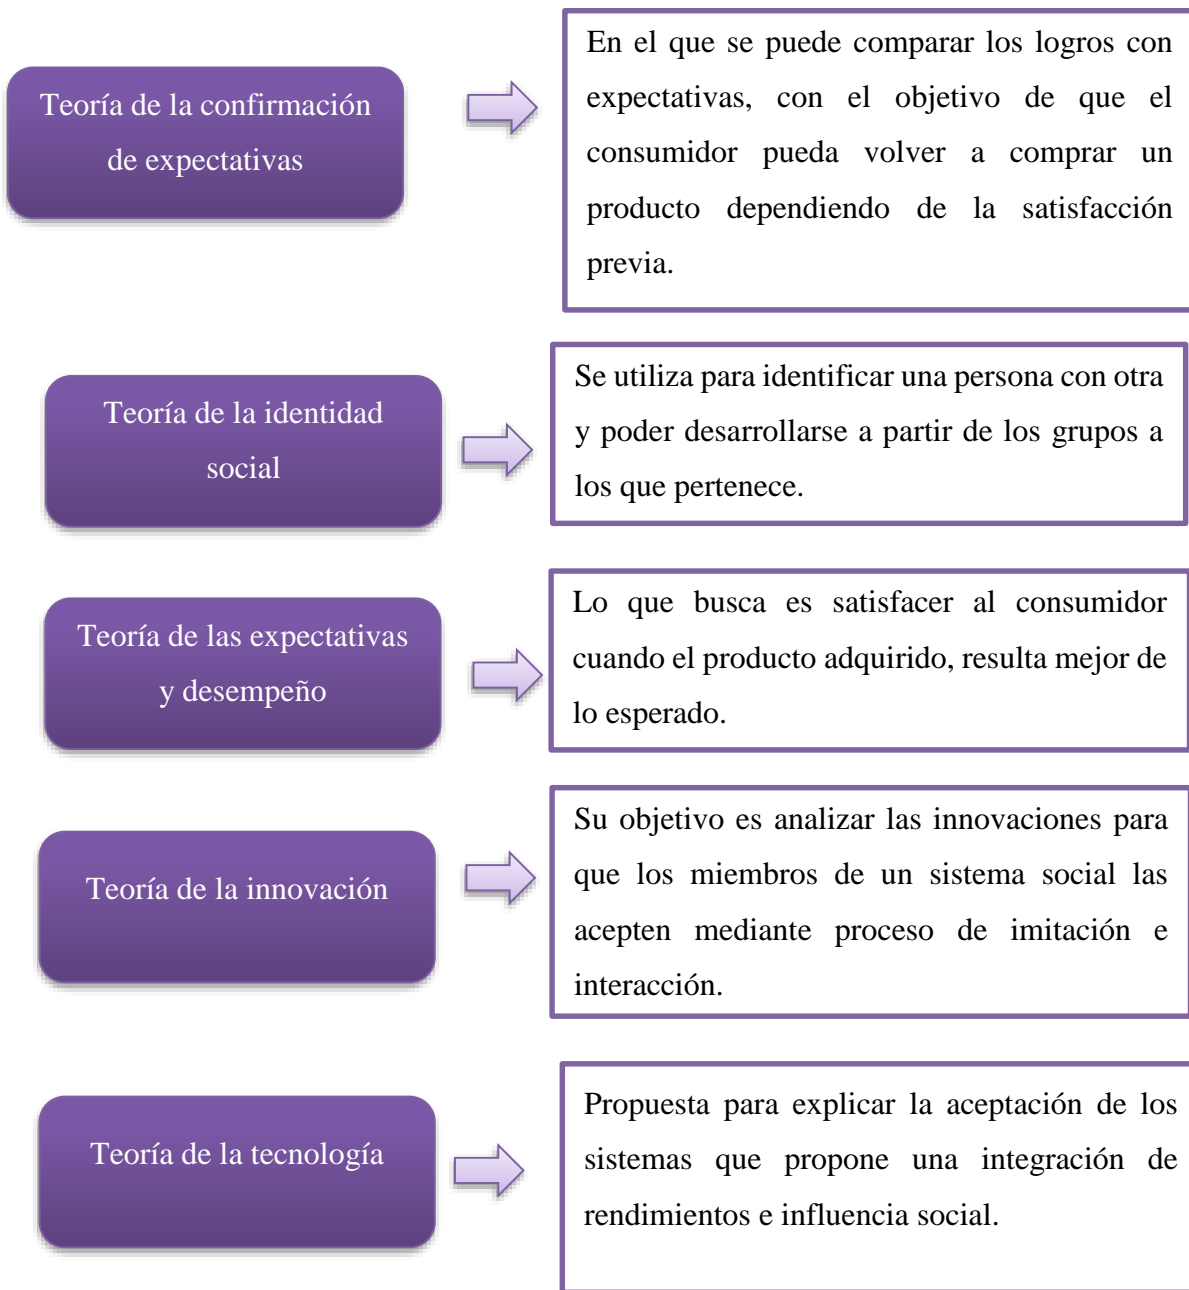 Teoría de la confirmación
de expectativas
En el que se puede comparar los logros con
expectativas, con el objetivo de que el
consumidor pueda volver a comprar un
producto dependiendo de la satisfacción
previa.
Teoría de la identidad
social
Se utiliza para identificar una persona con otra
y poder desarrollarse a partir de los grupos a
los que pertenece.
Teoría de las expectativas
y desempeño
Lo que busca es satisfacer al consumidor
cuando el producto adquirido, resulta mejor de
lo esperado.
Teoría de la innovación
Su objetivo es analizar las innovaciones para
que los miembros de un sistema social las
acepten mediante proceso de imitación e
interacción.
Teoría de la tecnología
Propuesta para explicar la aceptación de los
sistemas que propone una integración de
rendimientos e influencia social.